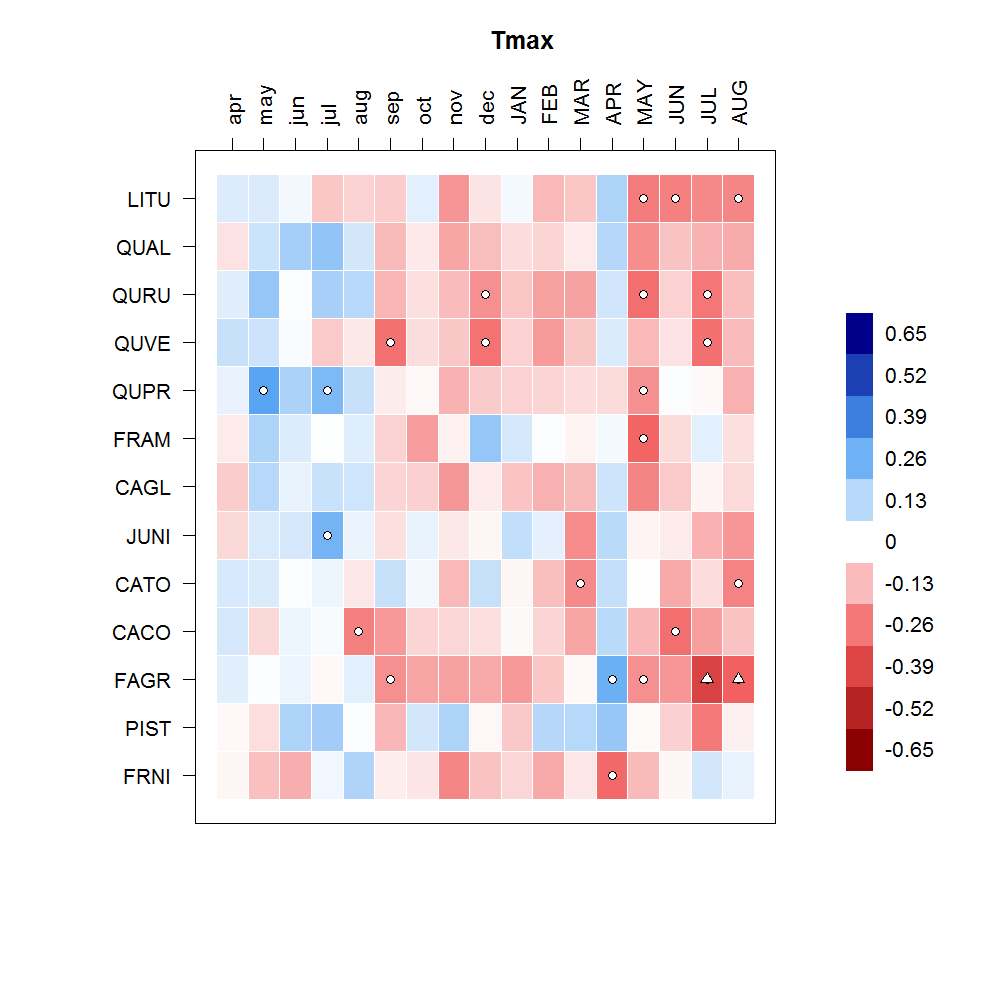 Tmax
apr may jun jul aug sep oct nov dec JAN FEB MAR APR MAY JUN JUL AUG
LITU
QUAL
QURU
QUVE
QUPR
FRAM
CAGL
JUNI
CATO
CACO
FAGR
PIST
FRNI
0.65
0.52
0.39
0.26
0.13
0
-0.13
-0.26
-0.39
-0.52
-0.65